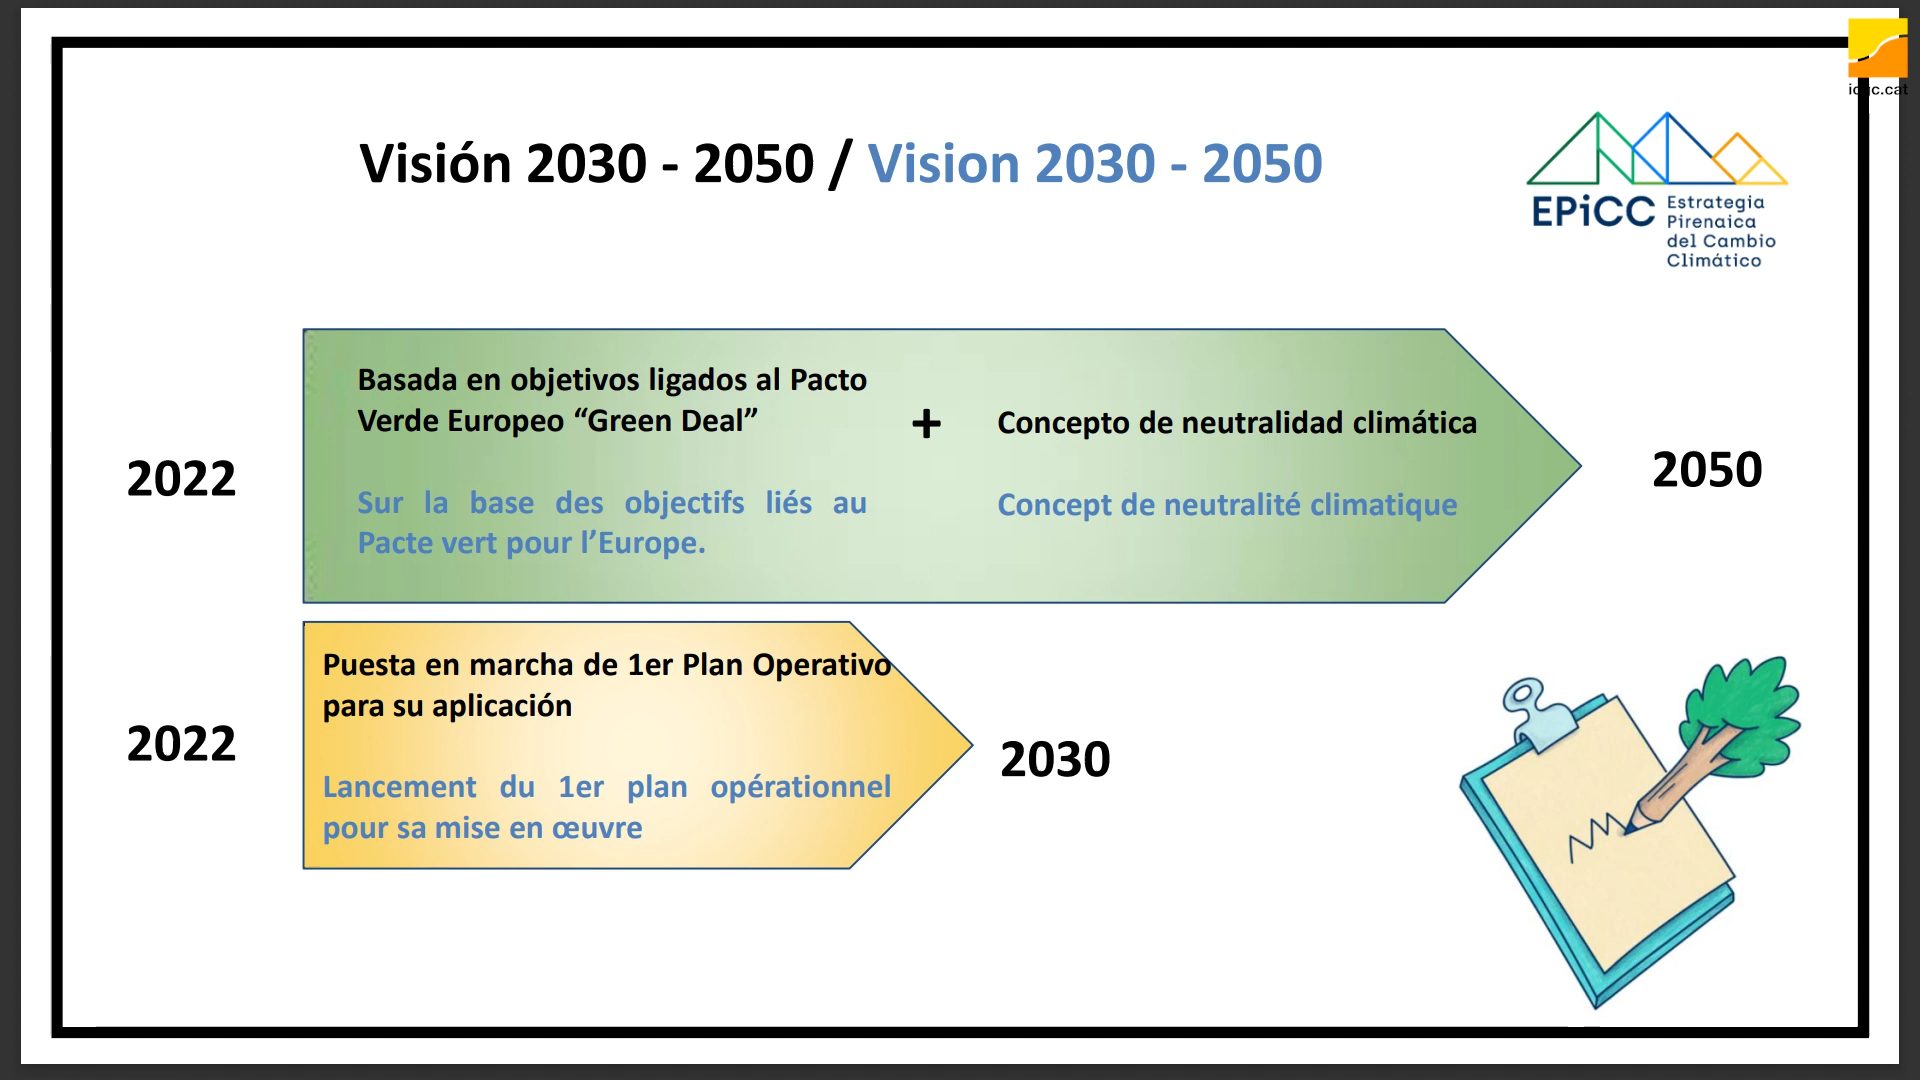 Visión 2030 - 2050 / Vision 2030 - 2050
EPiCC
Estrategia
Pirenaica
del Cambio
Climático
2022
Basada en objetivos ligados al Pacto
Verde Europeo “Green Deal”
Sur la base des objectifs liés au
Pacte vert pour l’Europe.
+
Concepto de neutralidad climática
Concept de neutralité climatique
2050
2022
Puesta en marcha de 1er Plan Operativo
para su aplicación
Lancement du 1er plan opérationnel
pour sa mise en œuvre
2030